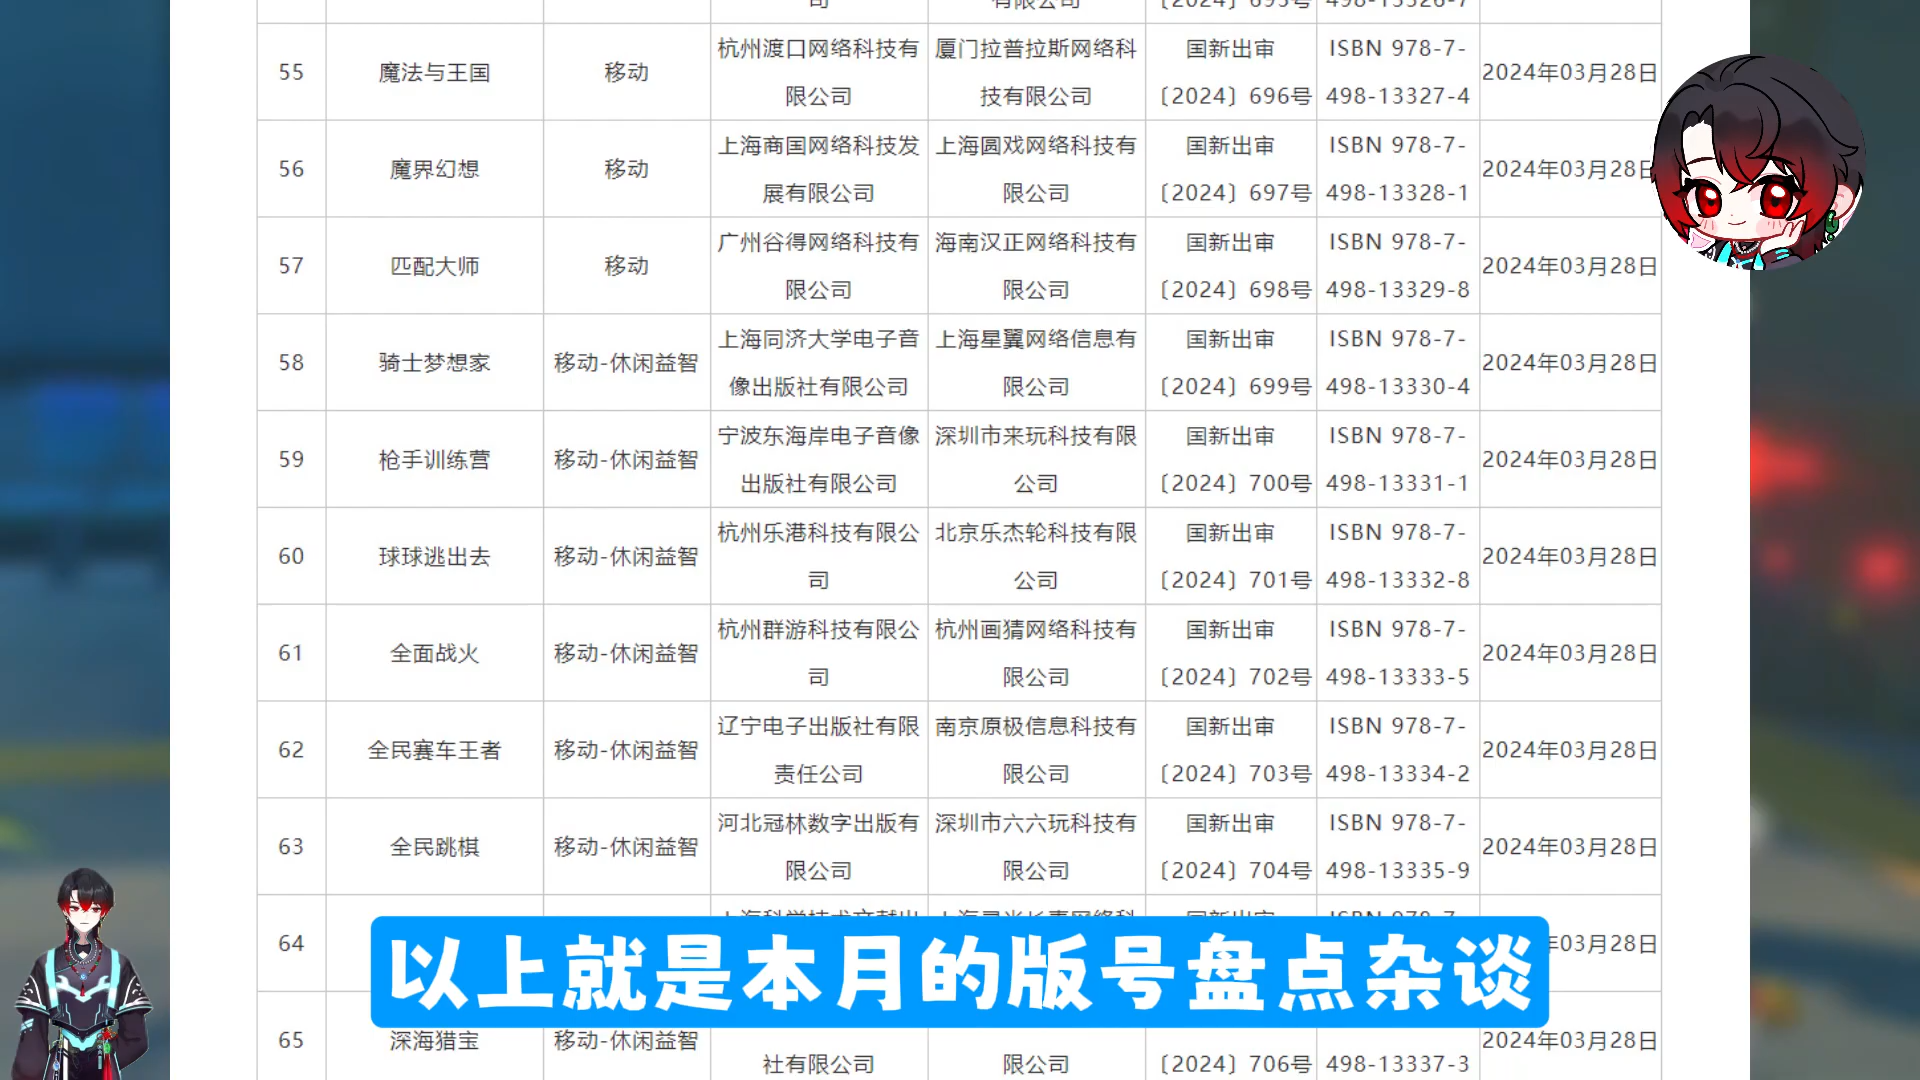 司 有限公司 〔2024〕695号 498-13326-7
55 魔法与王国 移动 杭州渡口网络科技有限公司 厦门拉普拉斯网络科技有限公司 国新出审〔2024〕696号 ISBN 978-7-498-13327-4 2024年03月28日
56 魔界幻想 移动 上海商国网络科技发展有限公司 上海圆戏网络科技有限公司 国新出审〔2024〕697号 ISBN 978-7-498-13328-1 2024年03月28日
57 匹配大师 移动 广州谷得网络科技有限公司 海南汉正网络科技有限公司 国新出审〔2024〕698号 ISBN 978-7-498-13329-8 2024年03月28日
58 骑士梦想家 移动-休闲益智 上海同济大学电子音像出版社有限公司 上海星翼网络信息有限公司 国新出审〔2024〕699号 ISBN 978-7-498-13330-4 2024年03月28日
59 枪手训练营 移动-休闲益智 宁波东海岸电子音像出版社有限公司 深圳市来玩科技有限公司 国新出审〔2024〕700号 ISBN 978-7-498-13331-1 2024年03月28日
60 球球逃出去 移动-休闲益智 杭州乐港科技有限公司 北京乐杰轮科技有限公司 国新出审〔2024〕701号 ISBN 978-7-498-13332-8 2024年03月28日
61 全面战火 移动-休闲益智 杭州群游科技有限公司 杭州画猜网络科技有限公司 国新出审〔2024〕702号 ISBN 978-7-498-13333-5 2024年03月28日
62 全民赛车王者 移动-休闲益智 辽宁电子出版社有限责任公司 南京原极信息科技有限公司 国新出审〔2024〕703号 ISBN 978-7-498-13334-2 2024年03月28日
63 全民跳棋 移动-休闲益智 河北冠林数字出版有限公司 深圳市六六玩科技有限公司 国新出审〔2024〕704号 ISBN 978-7-498-13335-9 2024年03月28日
64 国新出审 ISBN 978-7- 03月28日
以上就是本月的版号盘点杂谈
65 深海猎宝 移动-休闲益智 社有限公司 限公司 〔2024〕706号 498-13337-3 2024年03月28日